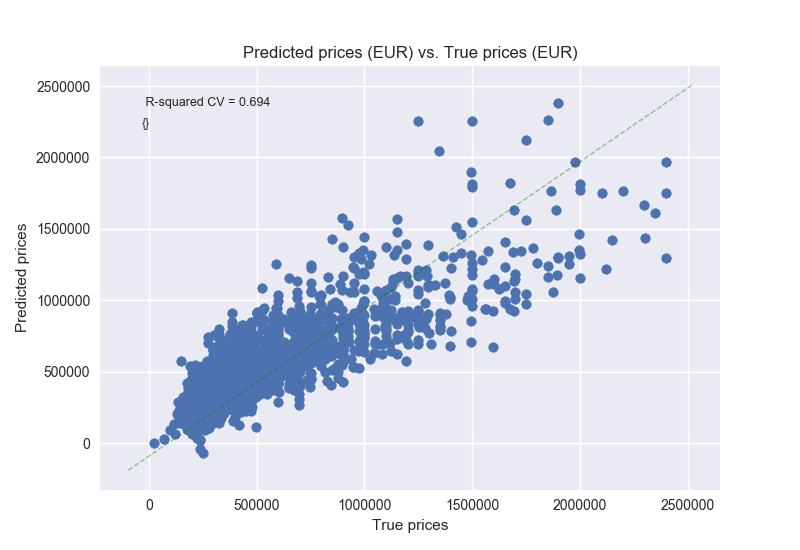 Predicted prices (EUR) vs. True prices (EUR)
2500000
R-squared CV = 0.694
{}
2000000
1500000
Predicted prices
1000000
500000
0
0 500000 1000000 1500000 2000000 2500000
True prices